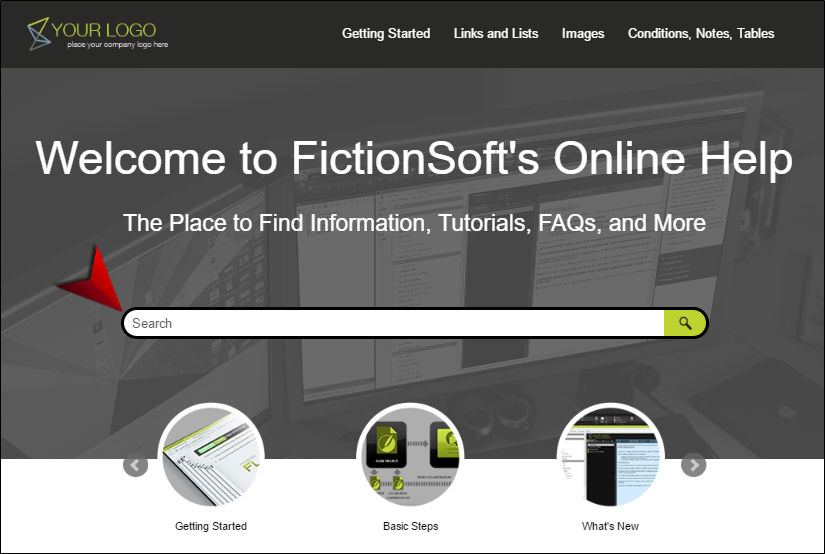 YOUR LOGO
place your company logo here
Getting Started Links and Lists Images Conditions, Notes, Tables
Welcome to FictionSoft's Online Help
The Place to Find Information, Tutorials, FAQs, and More
Search
Getting Started Basic Steps What's New